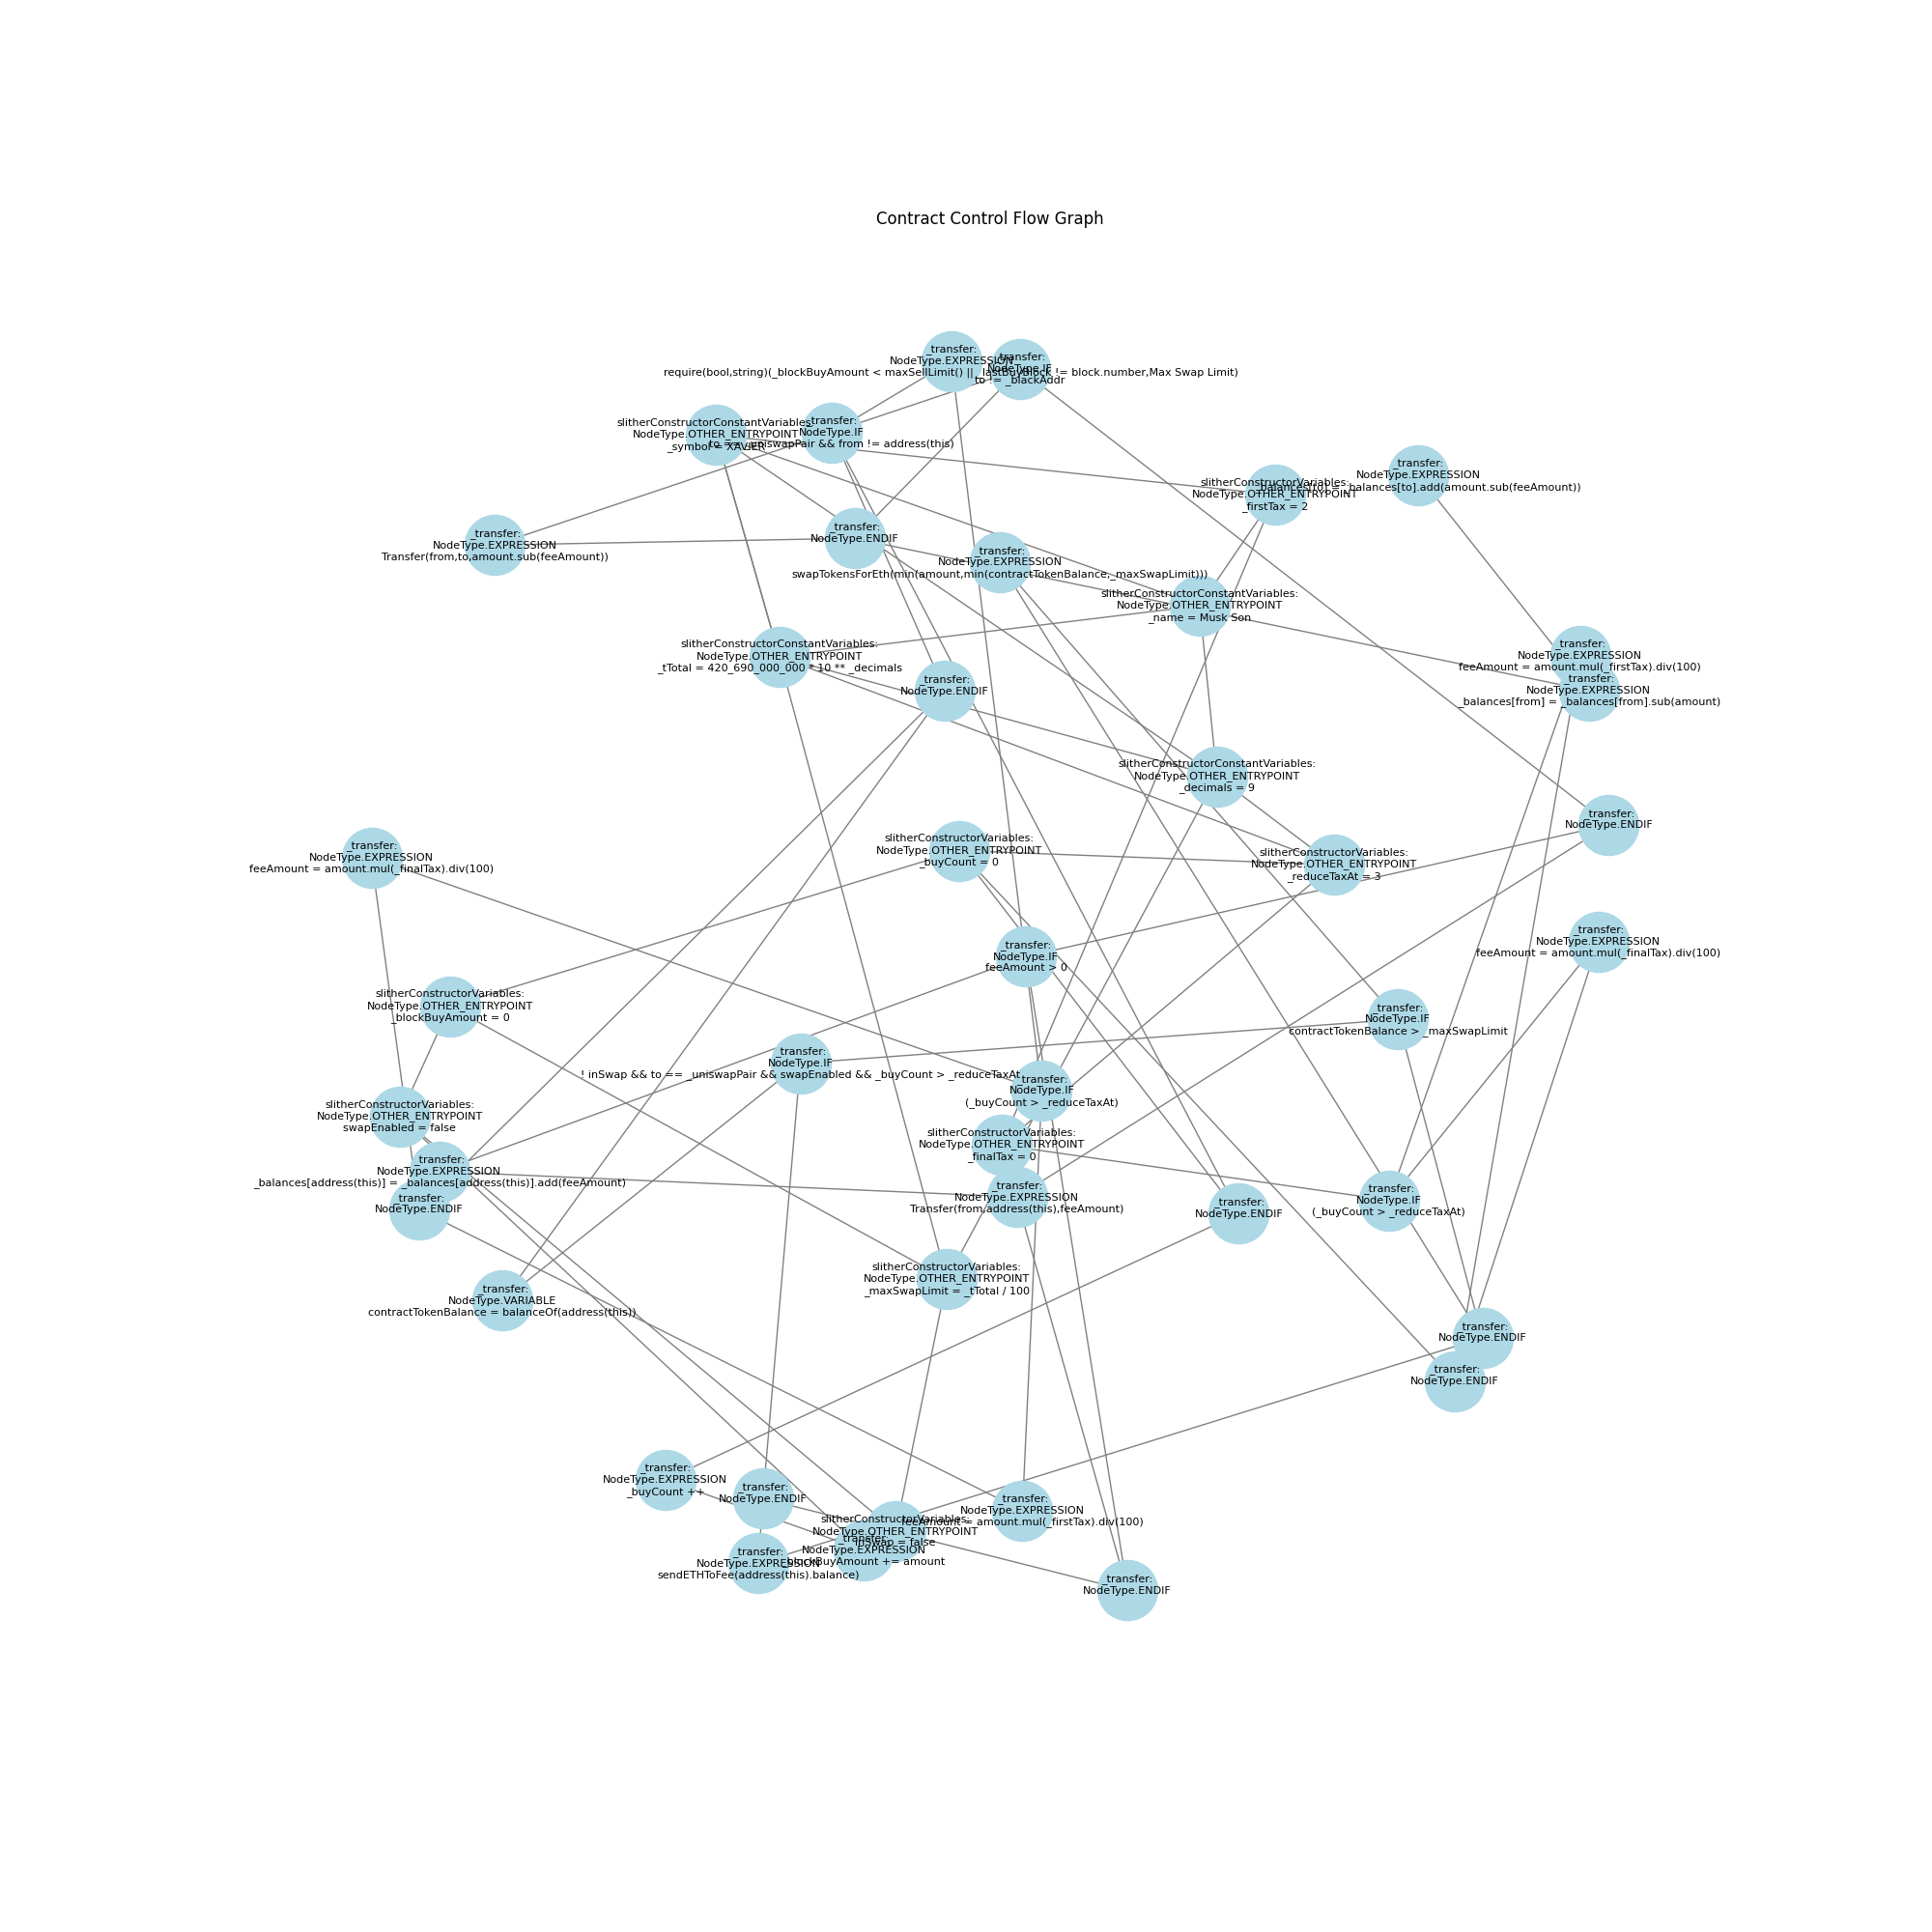 Contract Control Flow Graph
_transfer:
NodeType.EXPRESSION
require(bool,string)(_blockBuyAmount < maxSellLimit() || _lastBuyBlock != block.number,Max Swap Limit)
_transfer:
NodeType.IF
to != _blackAddr
slitherConstructorConstantVariables:
NodeType.OTHER_ENTRYPOINT
_symbol = XAVIER
_transfer:
NodeType.IF
to == _uniswapPair && from != address(this)
_transfer:
NodeType.EXPRESSION
_balances[to] = _balances[to].add(amount.sub(feeAmount))
slitherConstructorVariables:
NodeType.OTHER_ENTRYPOINT
_firstTax = 2
_transfer:
NodeType.ENDIF
_transfer:
NodeType.EXPRESSION
Transfer(from,to,amount.sub(feeAmount))
_transfer:
NodeType.EXPRESSION
swapTokensForEth(min(amount,min(contractTokenBalance,_maxSwapLimit)))
slitherConstructorConstantVariables:
NodeType.OTHER_ENTRYPOINT
_name = Musk Son
slitherConstructorConstantVariables:
NodeType.OTHER_ENTRYPOINT
_tTotal = 420_690_000_000 * 10 ** _decimals
_transfer:
NodeType.EXPRESSION
feeAmount = amount.mul(_firstTax).div(100)
_transfer:
NodeType.ENDIF
_transfer:
NodeType.EXPRESSION
_balances[from] = _balances[from].sub(amount)
slitherConstructorConstantVariables:
NodeType.OTHER_ENTRYPOINT
_decimals = 9
_transfer:
NodeType.ENDIF
slitherConstructorVariables:
NodeType.OTHER_ENTRYPOINT
_buyCount = 0
_transfer:
NodeType.EXPRESSION
feeAmount = amount.mul(_finalTax).div(100)
slitherConstructorVariables:
NodeType.OTHER_ENTRYPOINT
_reduceTaxAt = 3
_transfer:
NodeType.EXPRESSION
feeAmount = amount.mul(_finalTax).div(100)
_transfer:
NodeType.IF
feeAmount > 0
slitherConstructorVariables:
NodeType.OTHER_ENTRYPOINT
_blockBuyAmount = 0
_transfer:
NodeType.IF
contractTokenBalance > _maxSwapLimit
_transfer:
NodeType.IF
! inSwap && to == _uniswapPair && swapEnabled && _buyCount > _reduceTaxAt
_transfer:
NodeType.IF
(_buyCount > _reduceTaxAt)
slitherConstructorVariables:
NodeType.OTHER_ENTRYPOINT
swapEnabled = false
slitherConstructorVariables:
NodeType.OTHER_ENTRYPOINT
_finalTax = 0
_transfer:
NodeType.EXPRESSION
_balances[address(this)] = _balances[address(this)].add(feeAmount)
_transfer:
NodeType.EXPRESSION
Transfer(from,address(this),feeAmount)
_transfer:
NodeType.IF
(_buyCount > _reduceTaxAt)
_transfer:
NodeType.ENDIF
_transfer:
NodeType.ENDIF
slitherConstructorVariables:
NodeType.OTHER_ENTRYPOINT
_maxSwapLimit = _tTotal / 100
_transfer:
NodeType.VARIABLE
contractTokenBalance = balanceOf(address(this))
_transfer:
NodeType.ENDIF
_transfer:
NodeType.ENDIF
_transfer:
NodeType.EXPRESSION
_buyCount ++
_transfer:
NodeType.ENDIF
_transfer:
NodeType.EXPRESSION
feeAmount = amount.mul(_firstTax).div(100)
slitherConstructorVariables:
NodeType.OTHER_ENTRYPOINT
inSwap = false
_transfer:
NodeType.EXPRESSION
_blockBuyAmount += amount
_transfer:
NodeType.EXPRESSION
sendETHToFee(address(this).balance)
_transfer:
NodeType.ENDIF